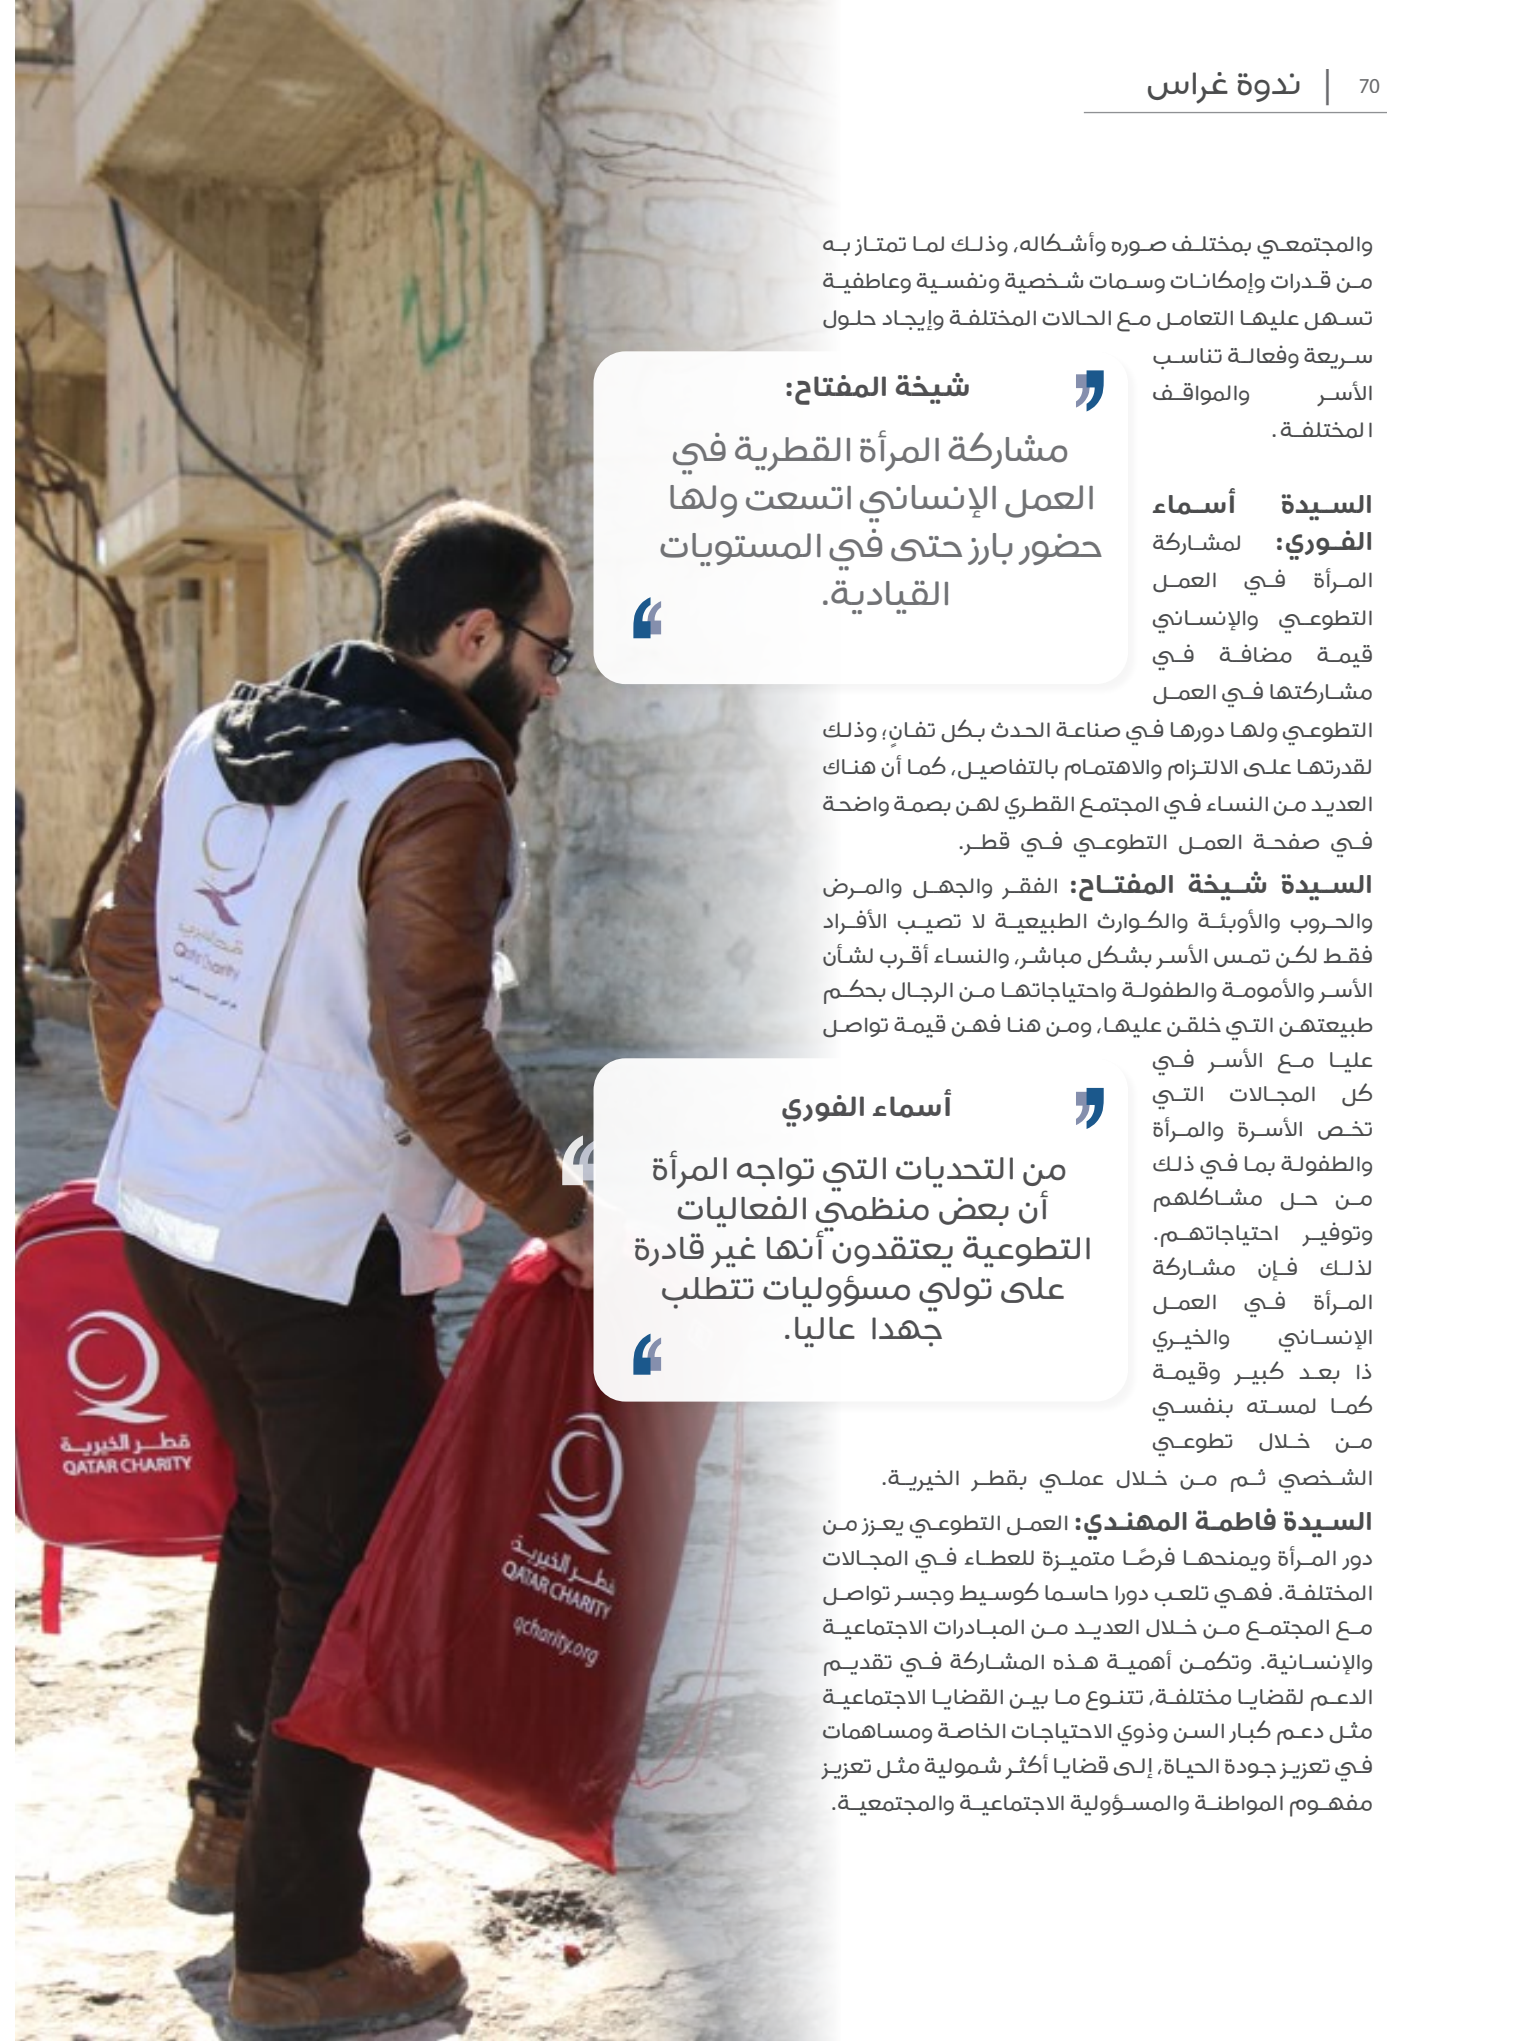 70 | ندوة غراس
والمجتمعي بمختلف صوره وأشكاله، وذلك لما تمتاز به
من قدرات وإمكانات وسمات شخصية ونفسية وعاطفية
تسهل عليها التعامل مع الحالات المختلفة وإيجاد حلول
سريعة وفعالة تناسب
الأسر والمواقف
المختلفة.
السيدة أسماء
الفوري: لمشاركة
المرأة في العمل
التطوعي والإنساني
قيمة مضافة في
مشاركتها في العمل
التطوعي ولها دورها في صناعة الحدث بكل تفانٍ؛ وذلك
لقدرتها على الالتزام والاهتمام بالتفاصيل، كما أن هناك
العديد من النساء في المجتمع القطري لهن بصمة واضحة
في صفحة العمل التطوعي في قطر.
السيدة شيخة المفتاح: الفقر والجهل والمرض
والحروب والأوبئة والكوارث الطبيعية لا تصيب الأفراد
فقط لكن تمس الأسر بشكل مباشر، والنساء أقرب لشأن
الأسر والأمومة والطفولة واحتياجاتها من الرجال بحكم
طبيعتهن التي خلقن عليها، ومن هنا فهن قيمة تواصل
عليا مع الأسر في
كل المجالات التي
تخص الأسرة والمرأة
والطفولة بما في ذلك
من حل مشاكلهم
وتوفير احتياجاتهم.
لذلك فإن مشاركة
المرأة في العمل
الإنساني والخيري
ذا بعد كبير وقيمة
كما لمسته بنفسي
من خلال تطوعي
الشخصي ثم من خلال عملي بقطر الخيرية.
السيدة فاطمة المهندي: العمل التطوعي يعزز من
دور المرأة ويمنحها فرصًا متميزة للعطاء في المجالات
المختلفة. فهي تلعب دورا حاسما كوسيط وجسر تواصل
مع المجتمع من خلال العديد من المبادرات الاجتماعية
والإنسانية. وتكمن أهمية هذه المشاركة في تقديم
الدعم لقضايا مختلفة، تتنوع ما بين القضايا الاجتماعية
مثل دعم كبار السن وذوي الاحتياجات الخاصة ومساهمات
في تعزيز جودة الحياة، إلى قضايا أكثر شمولية مثل تعزيز
مفهوم المواطنة والمسؤولية الاجتماعية والمجتمعية.
شيخة المفتاح:
مشاركة المرأة القطرية في
العمل الإنساني اتسعت ولها
حضور بارز حتى في المستويات
القيادية.
أسماء الفوري
من التحديات التي تواجه المرأة
أن بعض منظمي الفعاليات
التطوعية يعتقدون أنها غير قادرة
على تولي مسؤوليات تتطلب
جهدا عاليا.
الله
قطر الخيرية
Qatar Charity
قطر الخيرية
QATAR CHARITY
قطر الخيرية
QATAR CHARITY
qcharity.org